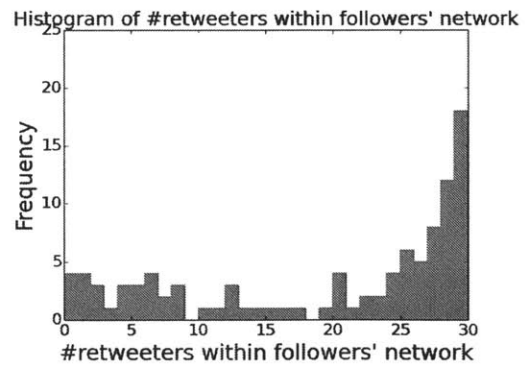 Histogram of #retweeters within followers' network
25
20
15
10
5
0
Frequency
0 5 10 15 20 25 30
#retweeters within followers' network